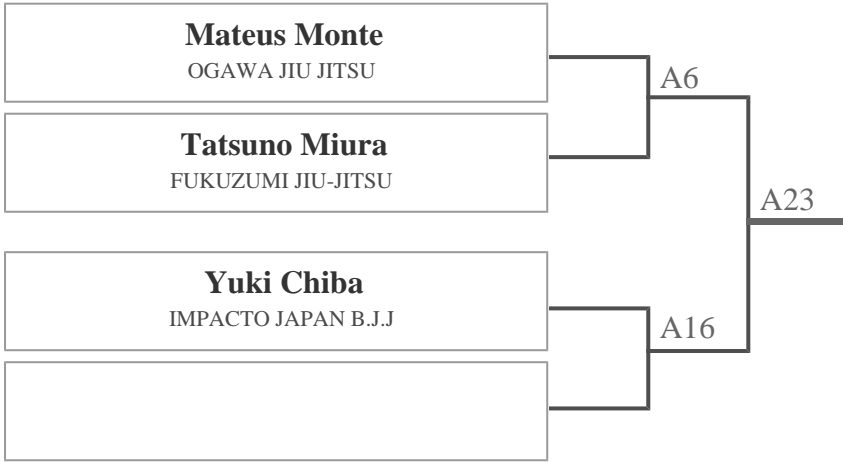 Mateus Monte
OGAWA JIU JITSU
A6
Tatsuno Miura
FUKUZUMI JIU-JITSU
A23
Yuki Chiba
IMPACTO JAPAN B.J.J
A16